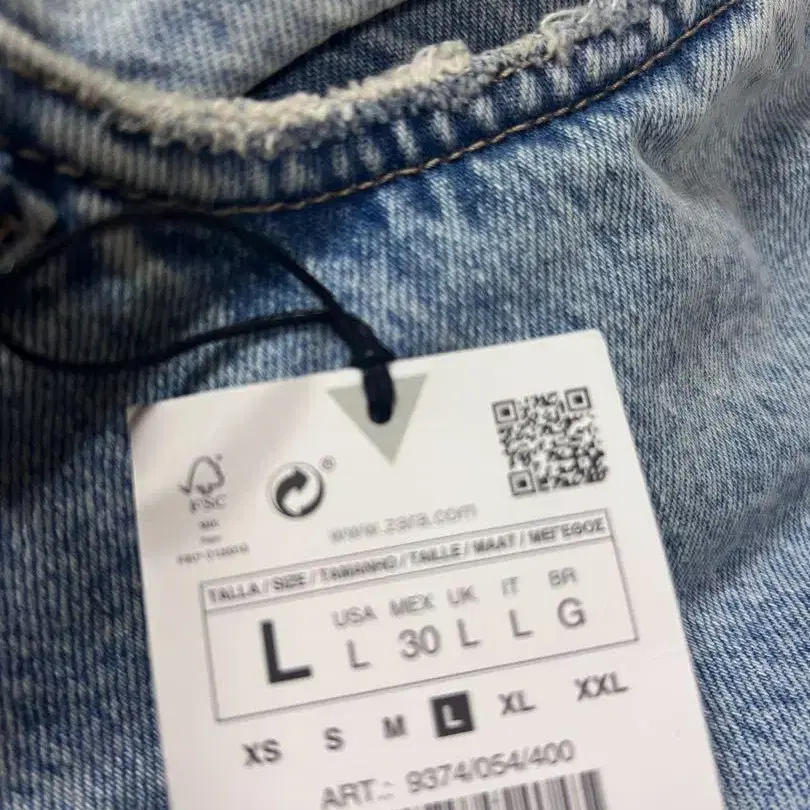 FSC
®
www.zara.com
TALLA / SIZE / TAMANHO / TAILLE / MAAT / ΜΕΓΕΘΟΣ
L
USA MEX UK IT BR
L 30 L L G
XS S M L XL XXL
ART.: 9374/054/400